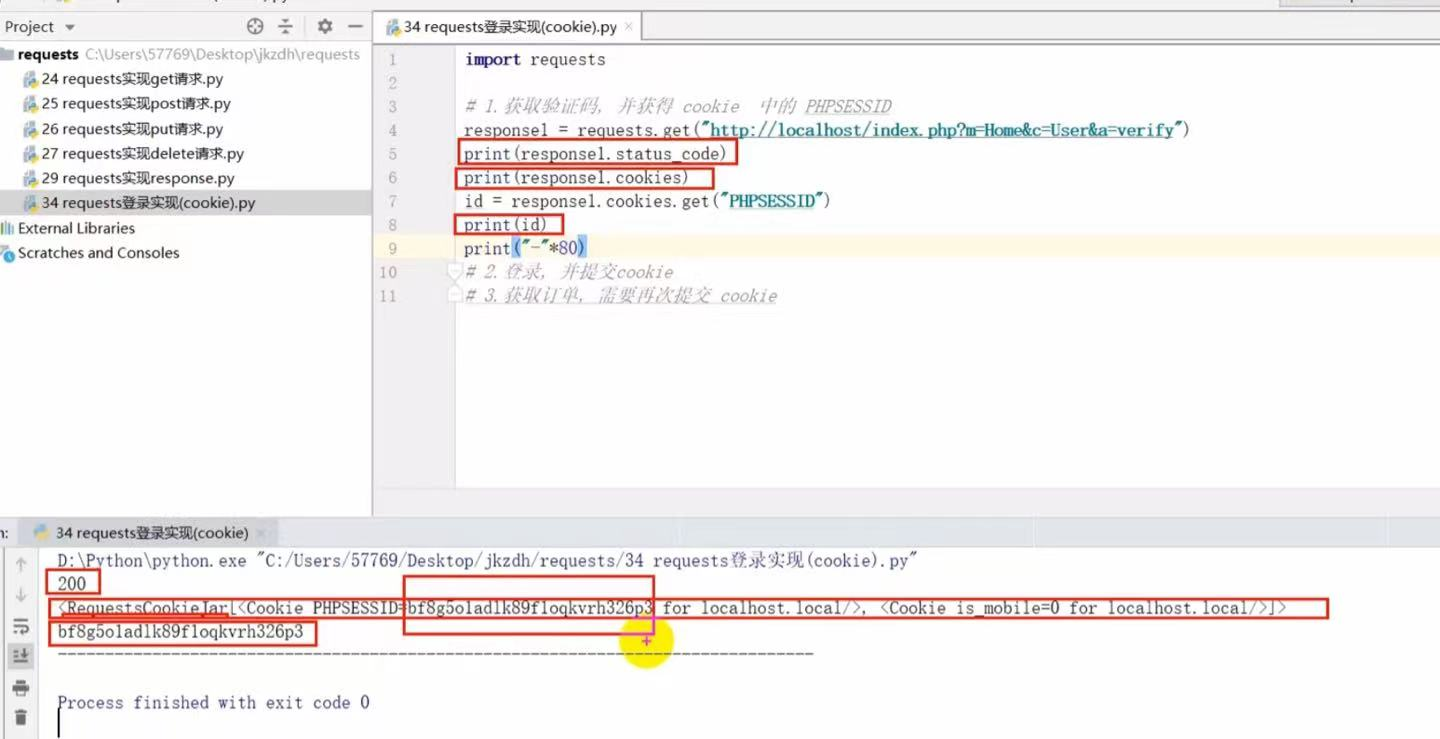 Project
requests C:\Users\57769\Desktop\jkzdh\requests
24 requests实现get请求.py
25 requests实现post请求.py
26 requests实现put请求.py
27 requests实现delete请求.py
29 requests实现response.py
34 requests登录实现(cookie).py
External Libraries
Scratches and Consoles
34 requests登录实现(cookie).py
1 import requests
2
3 # 1.获取验证码, 并获得 cookie 中的 PHPSESSID
4 response1 = requests.get("http://localhost/index.php?m=Home&c=User&a=verify")
5 print(response1.status_code)
6 print(response1.cookies)
7 id = response1.cookies.get("PHPSESSID")
8 print(id)
9 print("-"*80)
10 # 2.登录, 并提交cookie
11 # 3.获取订单, 需要再次提交 cookie
34 requests登录实现(cookie)
D:\Python\python.exe "C:/Users/57769/Desktop/jkzdh/requests/34 requests登录实现(cookie).py"
200
<RequestsCookieJar[<Cookie PHPSESSID=bf8g5o1adlk89f1oqkvrh326p3 for localhost.local/>, <Cookie is_mobile=0 for localhost.local/>]>
bf8g5o1adlk89f1oqkvrh326p3
--------------------------------------------------------------------------------
Process finished with exit code 0